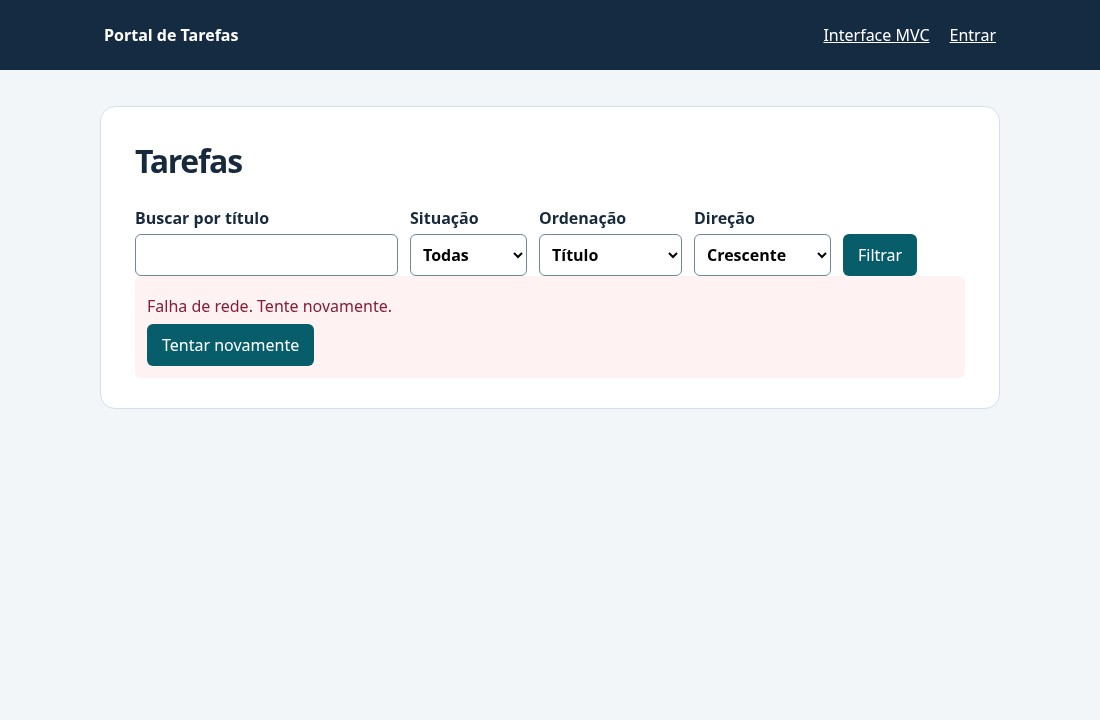 Portal de Tarefas
Interface MVC Entrar
Tarefas
Buscar por título Situação Ordenação Direção
Todas Título Crescente Filtrar
Falha de rede. Tente novamente.
Tentar novamente